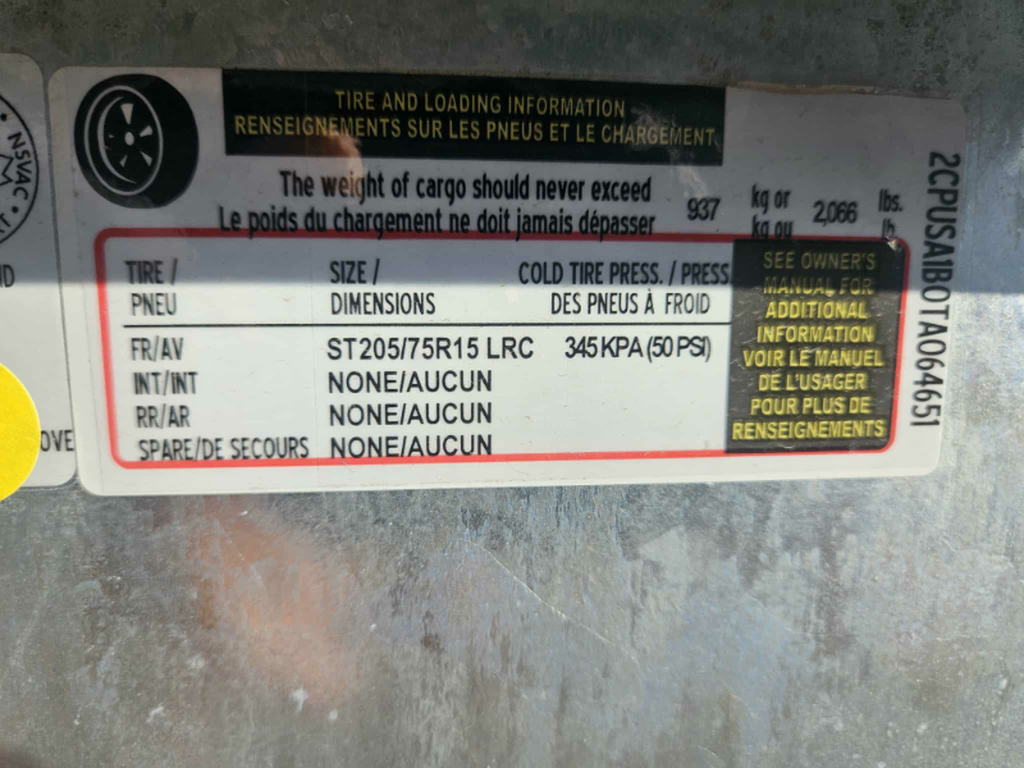 TIRE AND LOADING INFORMATION
RENSEIGNEMENTS SUR LES PNEUS ET LE CHARGEMENT
The weight of cargo should never exceed
Le poids du chargement ne doit jamais dépasser
937 kg or 2,066 lbs.
kg ou lb
TIRE / SIZE / COLD TIRE PRESS. / PRESS
PNEU DIMENSIONS DES PNEUS À FROID
FR/AV ST205/75R15 LRC 345 KPA (50 PSI)
INT/INT NONE/AUCUN
RR/AR NONE/AUCUN
SPARE/DE SECOURS NONE/AUCUN
SEE OWNER'S
MANUAL FOR
ADDITIONAL
INFORMATION
VOIR LE MANUEL
DE L'USAGER
POUR PLUS DE
RENSEIGNEMENTS
2CPUSA1B0TA064651
NSVAC